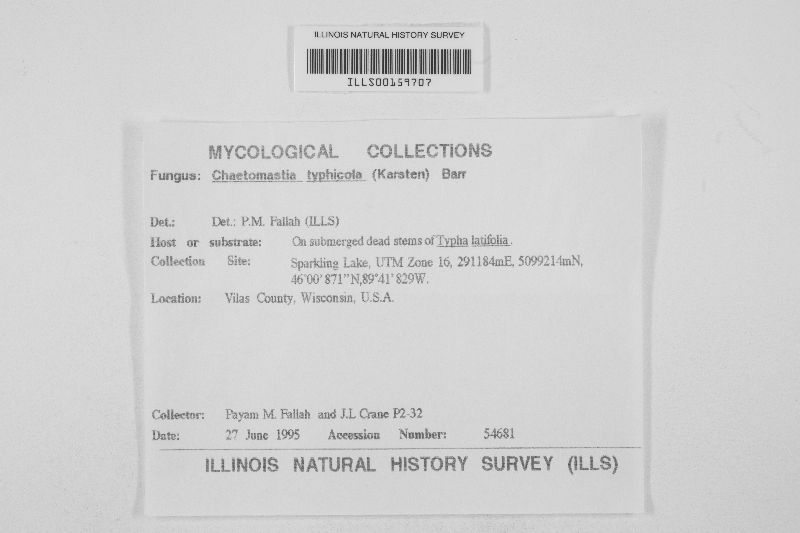 ILLINOIS NATURAL HISTORY SURVEY
ILLS00159707
MYCOLOGICAL COLLECTIONS
Fungus: Chaetomastia typhicola (Karsten) Barr
Det.: Det.: P.M. Fallah (ILLS)
Host or substrate: On submerged dead stems of Typha latifolia.
Collection Site: Sparkling Lake, UTM Zone 16, 291184mE, 5099214mN,
46°00' 871"N,89°41' 829W.
Location: Vilas County, Wisconsin, U.S.A.
Collector: Payam M. Fallah and J.L Crane P2-32
Date: 27 June 1995 Accession Number: 54681
ILLINOIS NATURAL HISTORY SURVEY (ILLS)